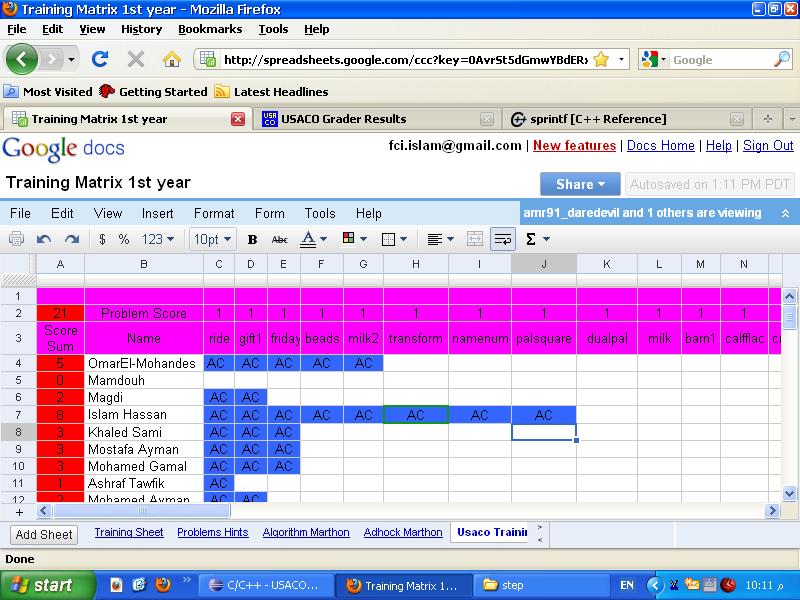 Training Matrix 1st year - Mozilla Firefox
File Edit View History Bookmarks Tools Help
http://spreadsheets.google.com/ccc?key=0AvrSt5dGmwYBdER Google
Most Visited Getting Started Latest Headlines
Training Matrix 1st year USACO Grader Results sprintf [C++ Reference]
Google docs fci.islam@gmail.com | New features | Docs Home | Help | Sign Out
Training Matrix 1st year Share Autosaved on 1:11 PM PDT
File Edit View Insert Format Form Tools Help amr91_daredevil and 1 others are viewing
$ % 123 10pt B Abc A Σ
A B C D E F G H I J K L M N
1
2 21 Problem Score 1 1 1 1 1 1 1 1 1 1 1 1
3 Score Sum Name ride gift1 friday beads milk2 transform namenum palsquare dualpal milk barn1 calfflac
4 5 OmarEl-Mohandes AC AC AC AC AC
5 0 Mamdouh
6 2 Magdi AC AC
7 8 Islam Hassan AC AC AC AC AC AC AC AC
8 3 Khaled Sami AC AC AC
9 3 Mostafa Ayman AC AC AC
10 3 Mohamed Gamal AC AC AC
11 1 Ashraf Tawfik AC
12 2 Mohamed Ayman AC AC
+
Add Sheet Training Sheet Problems Hints Algorithm Marthon Adhock Marthon Usaco Trainin
Done
start C/C++ - USACO... Training Matrix 1... step EN 10:11 م